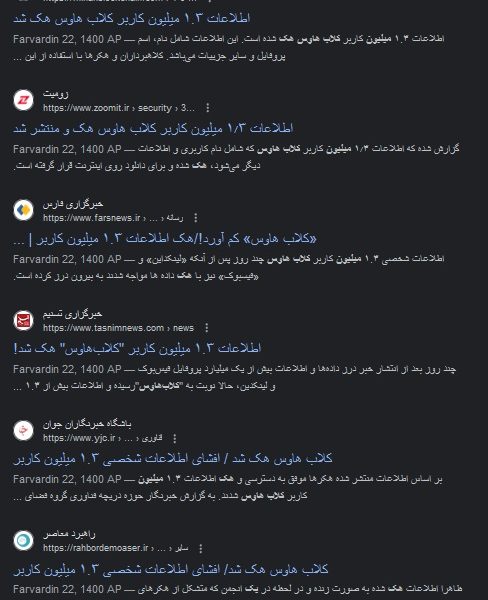 اطلاعات ۱.۳ میلیون کاربر کلاب هاوس هک شد
Farvardin 22, 1400 AP — اطلاعات ۱.۳ میلیون کاربر کلاب هاوس هک شده است. این اطلاعات شامل نام، اسم
پروفایل و سایر جزییات می‌باشد. کلاهبرداران و هکرها با استفاده از این ...
زومیت
https://www.zoomit.ir › security › 3...
اطلاعات ۱/۳ میلیون کاربر کلاب هاوس هک و منتشر شد
Farvardin 22, 1400 AP — گزارش شده که اطلاعات ۱/۳ میلیون کاربر کلاب هاوس که شامل نام کاربری و اطلاعات
دیگر می‌شود، هک شده و برای دانلود روی اینترنت قرار گرفته است.
خبرگزاری فارس
https://www.farsnews.ir › ... › رسانه
«کلاب هاوس» کم آورد!/هک اطلاعات ۱.۳ میلیون کاربر | ...
Farvardin 22, 1400 AP — اطلاعات شخصی ۱.۳ میلیون کاربر کلاب هاوس چند روز پس از آنکه «لینکداین» و
«فیسبوک» نیز با هک داده ها مواجه شدند به بیرون درز کرده است.
خبرگزاری تسنیم
https://www.tasnimnews.com › news
اطلاعات ۱.۳ میلیون کاربر "کلاب‌هاوس" هک شد!
Farvardin 22, 1400 AP — چند روز بعد از انتشار خبر درز داده‌ها و اطلاعات بیش از یک میلیارد پروفایل فیس‌بوک
و لینکدین، حالا نوبت به "کلاب‌هاوس"رسیده و اطلاعات بیش از ۱.۳ ...
باشگاه خبرنگاران جوان
https://www.yjc.ir › ... › فناوری
کلاب هاوس هک شد / افشای اطلاعات شخصی ۱.۳ میلیون کاربر
Farvardin 22, 1400 AP — بر اساس اطلاعات منتشر شده هکرها موفق به دسترسی و هک اطلاعات ۱.۳ میلیون
کاربر کلاب هاوس شدند. به گزارش خبرنگار حوزه دریچه فناوری گروه فضای ...
راهبرد معاصر
https://rahbordemoaser.ir › ... › سایر
کلاب هاوس هک شد/ افشای اطلاعات شخصی ۱.۳ میلیون کاربر
Farvardin 22, 1400 AP — ظاهرا اطلاعات هک شده به صورت زنده و در لحظه در یک انجمن که متشکل از هکرهای